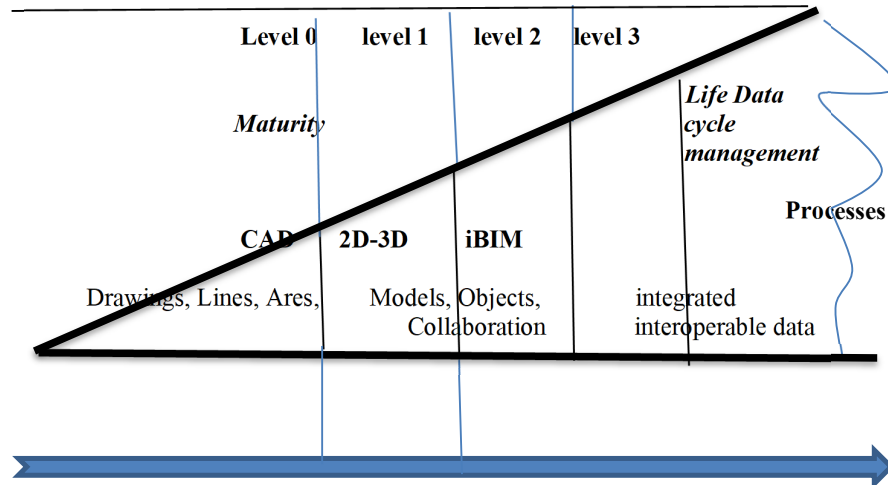 Level 0 level 1 level 2 level 3
Life Data
cycle
management
Maturity
Processes
CAD 2D-3D iBIM
Drawings, Lines, Ares, Models, Objects, integrated
Collaboration interoperable data